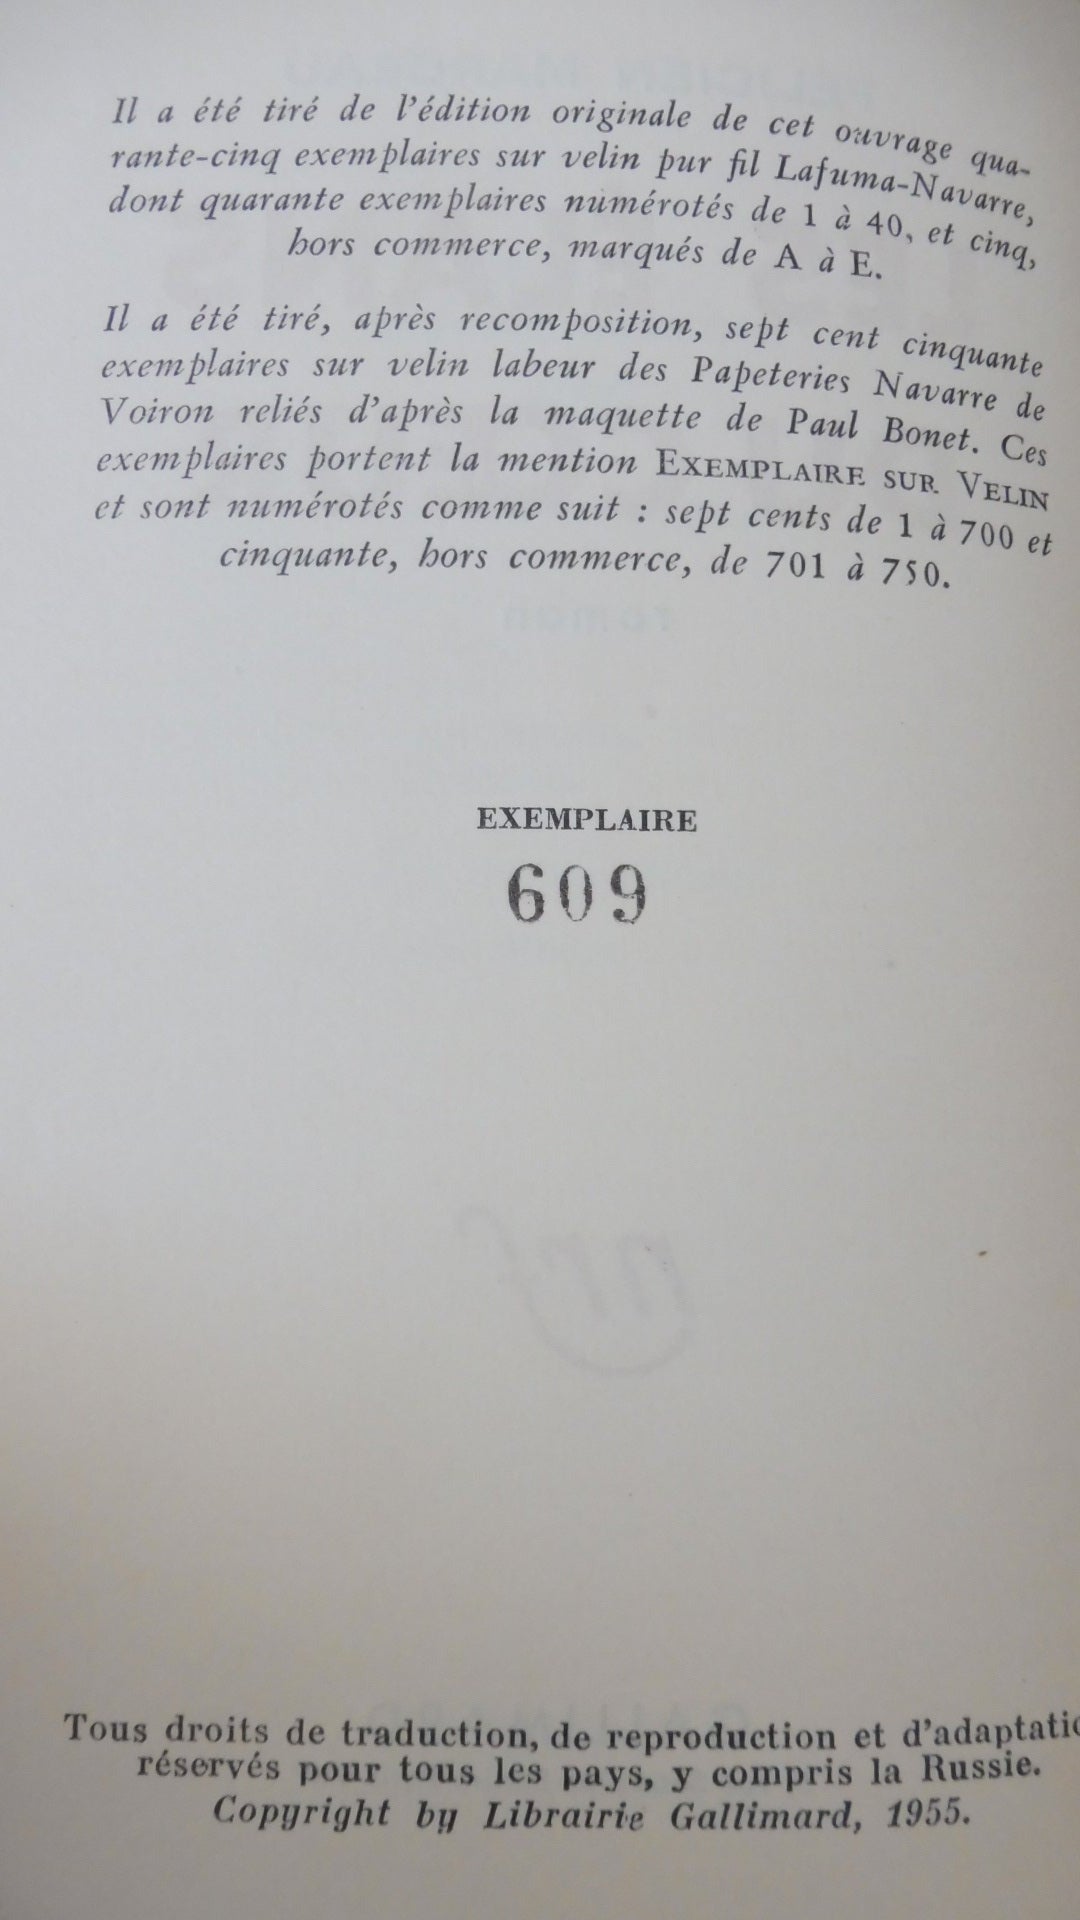 Il a été tiré de l'édition originale de cet ouvrage qua-
rante-cinq exemplaires sur velin pur fil Lafuma-Navarre,
dont quarante exemplaires numérotés de 1 à 40, et cinq,
hors commerce, marqués de A à E.
Il a été tiré, après recomposition, sept cent cinquante
exemplaires sur velin labeur des Papeteries Navarre de
Voiron reliés d'après la maquette de Paul Bonet. Ces
exemplaires portent la mention EXEMPLAIRE SUR VELIN
et sont numérotés comme suit : sept cents de 1 à 700 et
cinquante, hors commerce, de 701 à 750.
roman
EXEMPLAIRE
609
nrf
Tous droits de traduction, de reproduction et d'adaptatio
réservés pour tous les pays, y compris la Russie.
Copyright by Librairie Gallimard, 1955.